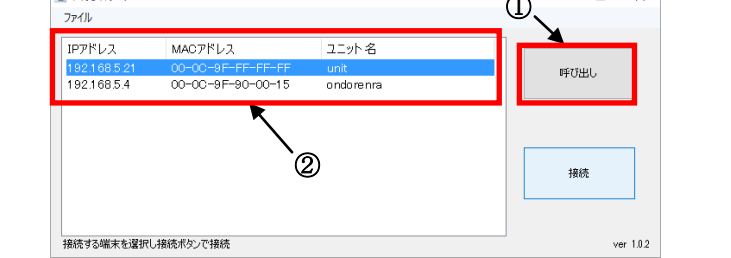 ①
ファイル
IPアドレス MACアドレス ユニット名
192.168.5.21 00-0C-9F-FF-FF-FF unit
192.168.5.4 00-0C-9F-90-00-15 ondorenra
呼び出し
②
接続
接続する端末を選択し接続ボタンで接続
ver 1.0.2